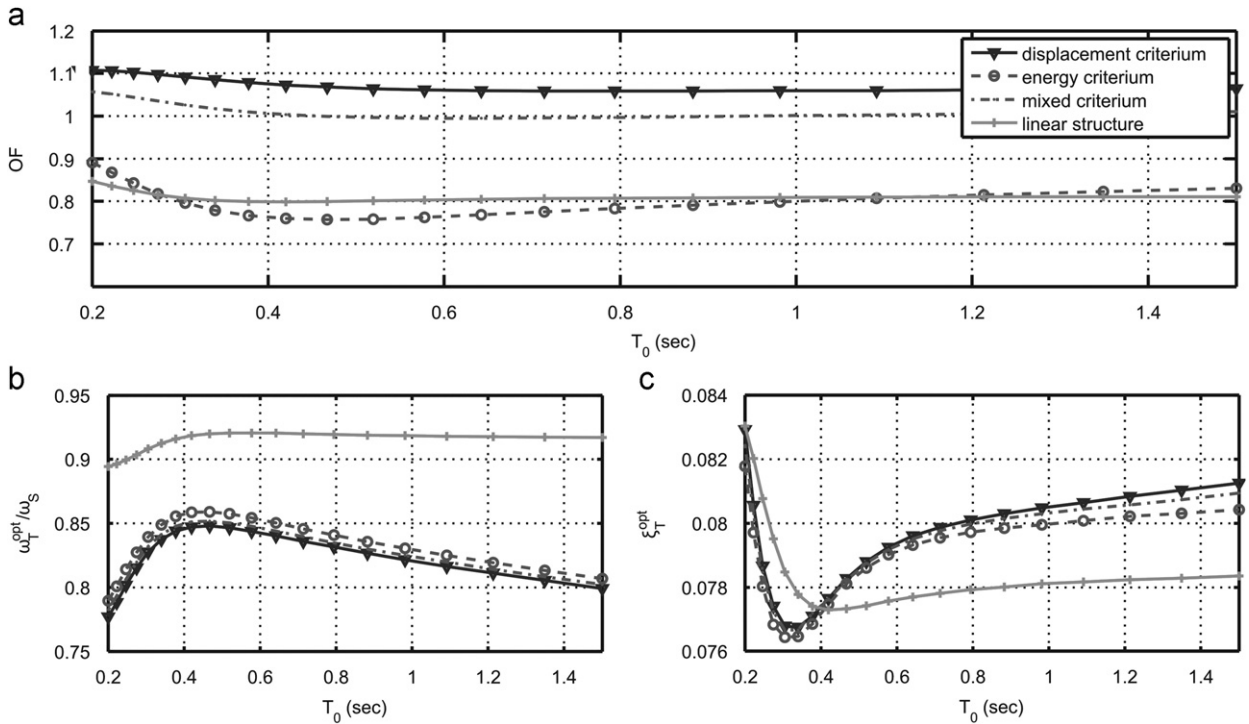 a
1.2
1.1
1
0.9
0.8
0.7
OF
displacement criterium
energy criterium
mixed criterium
linear structure
0.2 0.4 0.6 0.8 1 1.2 1.4
T0 (sec)
b
0.95
0.9
0.85
0.8
0.75
ωT^opt/ωS
0.2 0.4 0.6 0.8 1 1.2 1.4
T0 (sec)
c
0.084
0.082
0.08
0.078
0.076
ξT^opt
0.2 0.4 0.6 0.8 1 1.2 1.4
T0 (sec)